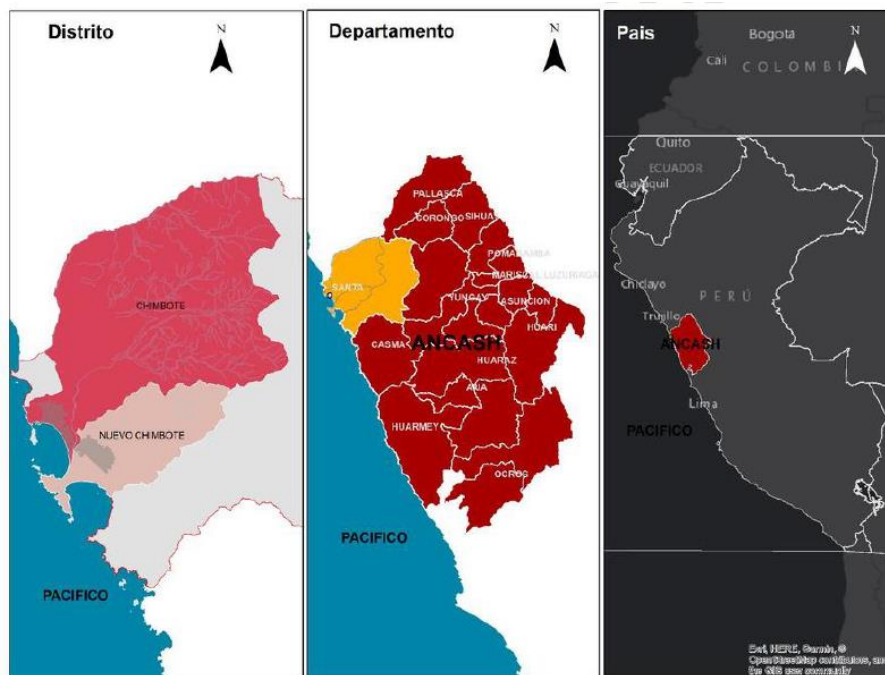 Distrito
N
CHIMBOTE
NUEVO CHIMBOTE
PACIFICO
Departamento
N
PALLASCA
CORONGO
SIHUAS
POMABAMBA
MARISCAL LUZURIAGA
SANTA
YUNGAY
ASUNCION
HUARI
CASMA
ANCASH
HUARAZ
AIJA
HUARMEY
OCROS
PACIFICO
Pais
N
Bogotá
Cali
COLOMBI
Quito
ECUADOR
Guayaquil
Chiclayo
PERÚ
Trujillo
ANCASH
Lima
PACIFICO
Esri, HERE, Garmin, ©
OpenStreetMap contributors, and
the GIS user community